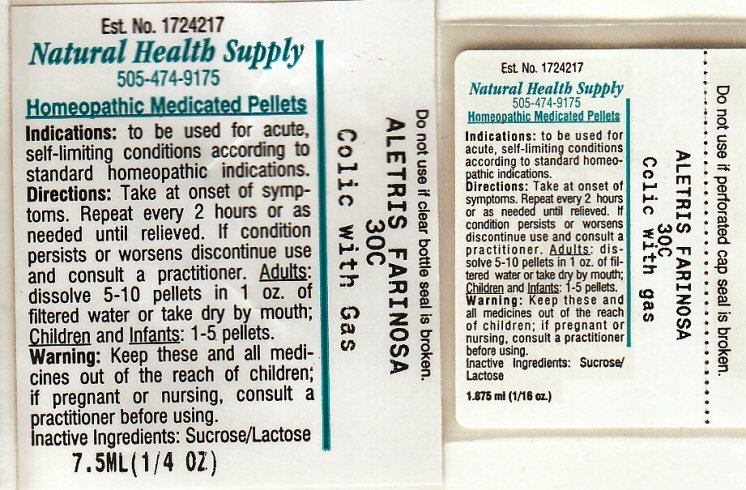 Est. No. 1724217
Natural Health Supply
505-474-9175
Homeopathic Medicated Pellets
Indications: to be used for acute,
self-limiting conditions according to
standard homeopathic indications.
Directions: Take at onset of symp-
toms. Repeat every 2 hours or as
needed until relieved. If condition
persists or worsens discontinue use
and consult a practitioner. Adults:
dissolve 5-10 pellets in 1 oz. of
filtered water or take dry by mouth;
Children and Infants: 1-5 pellets.
Warning: Keep these and all medi-
cines out of the reach of children;
if pregnant or nursing, consult a
practitioner before using.
Inactive Ingredients: Sucrose/Lactose
7.5ML(1/4 OZ)
Do not use if clear bottle seal is broken.
ALETRIS FARINOSA
30C
Colic with Gas
Est. No. 1724217
Natural Health Supply
505-474-9175
Homeopathic Medicated Pellets
Indications: to be used for
acute, self-limiting conditions
according to standard homeo-
pathic indications.
Directions: Take at onset of
symptoms. Repeat every 2 hours
or as needed until relieved. If
condition persists or worsens
discontinue use and consult a
practitioner. Adults: dis-
solve 5-10 pellets in 1 oz. of fil-
tered water or take dry by mouth;
Children and Infants: 1-5 pellets.
Warning: Keep these and
all medicines out of the reach
of children; if pregnant or
nursing, consult a practitioner
before using.
Inactive Ingredients: Sucrose/
Lactose
1.875 ml (1/16 oz.)
ALETRIS FARINOSA
30C
Colic with gas
Do not use if perforated cap seal is broken.